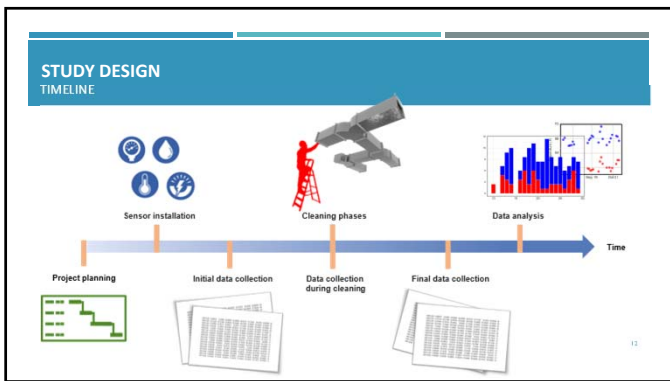 STUDY DESIGN
TIMELINE
Sensor installation
Cleaning phases
Data analysis
Time
Project planning
Initial data collection
Data collection
during cleaning
Final data collection